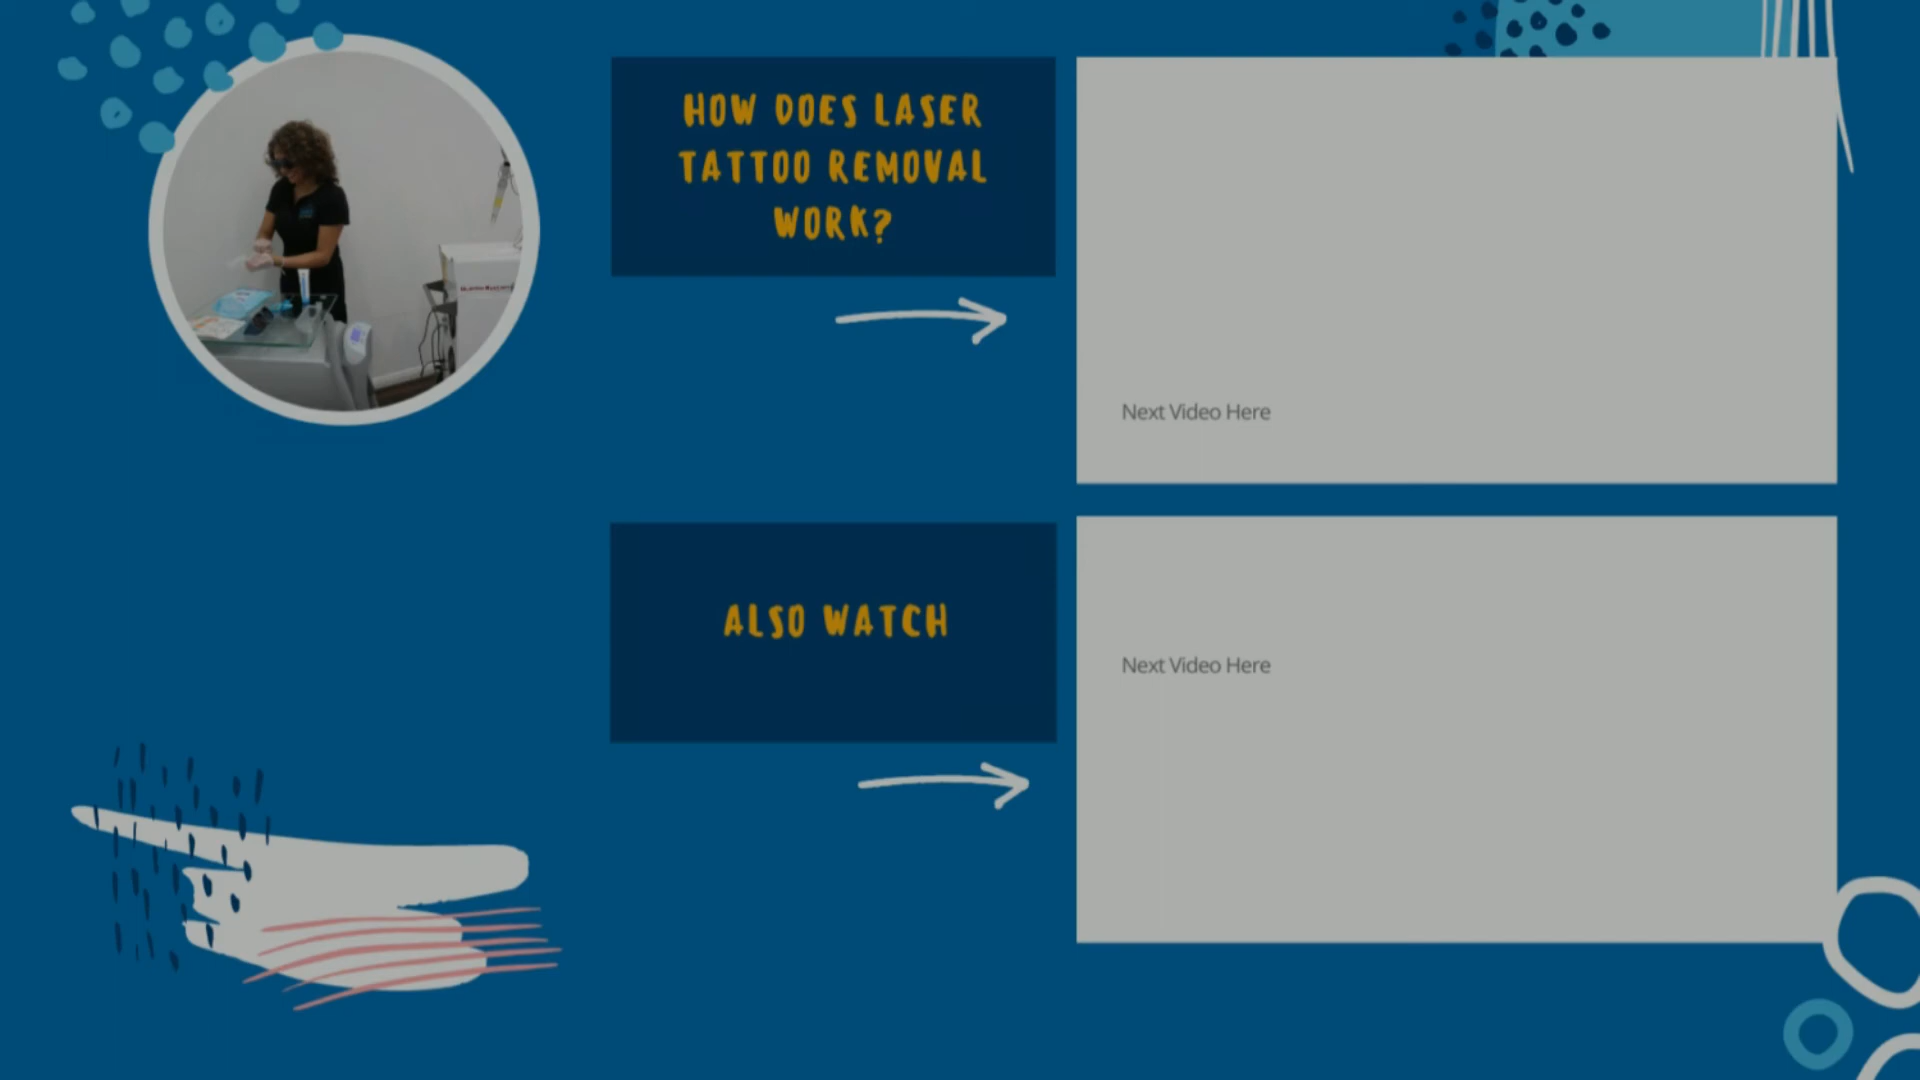 HOW DOES LASER
TATTOO REMOVAL
WORK?
Next Video Here
ALSO WATCH
Next Video Here